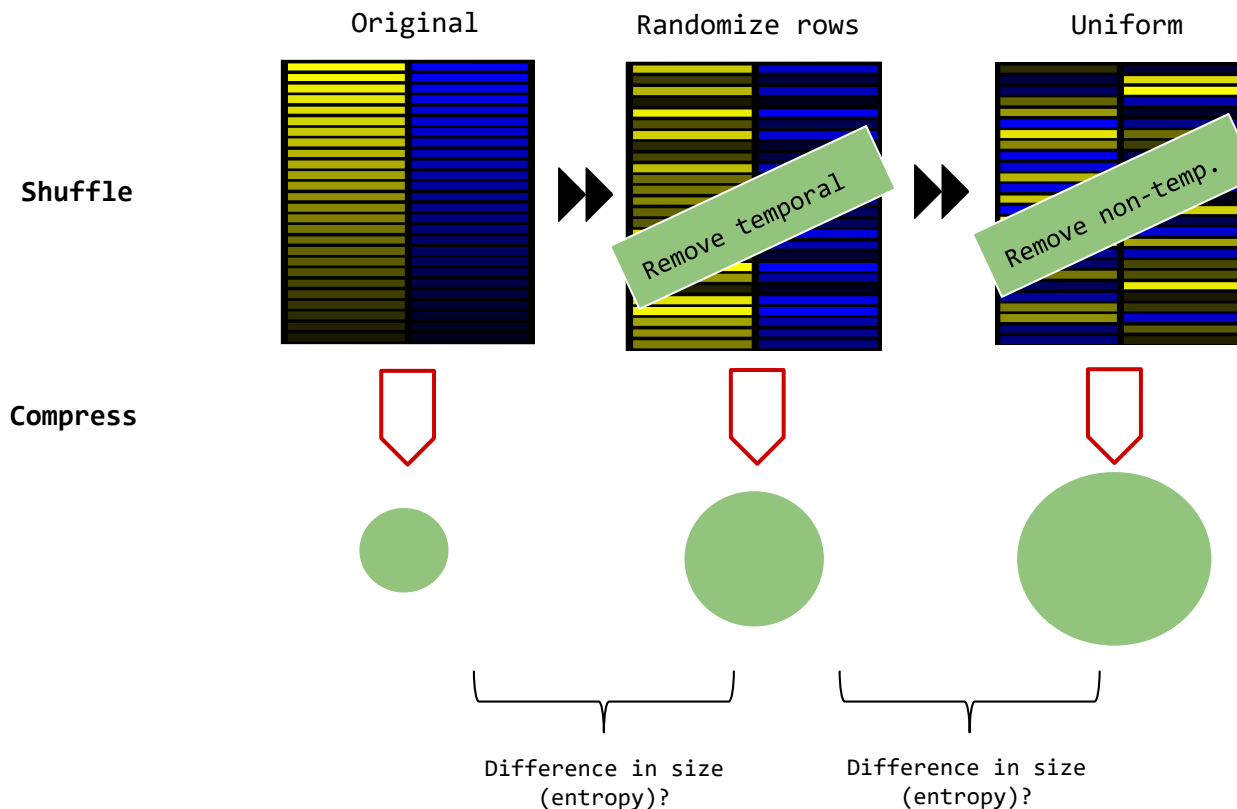 Original
Randomize rows
Uniform
Shuffle
Remove temporal
Remove non-temp.
Compress
Difference in size
(entropy)?
Difference in size
(entropy)?